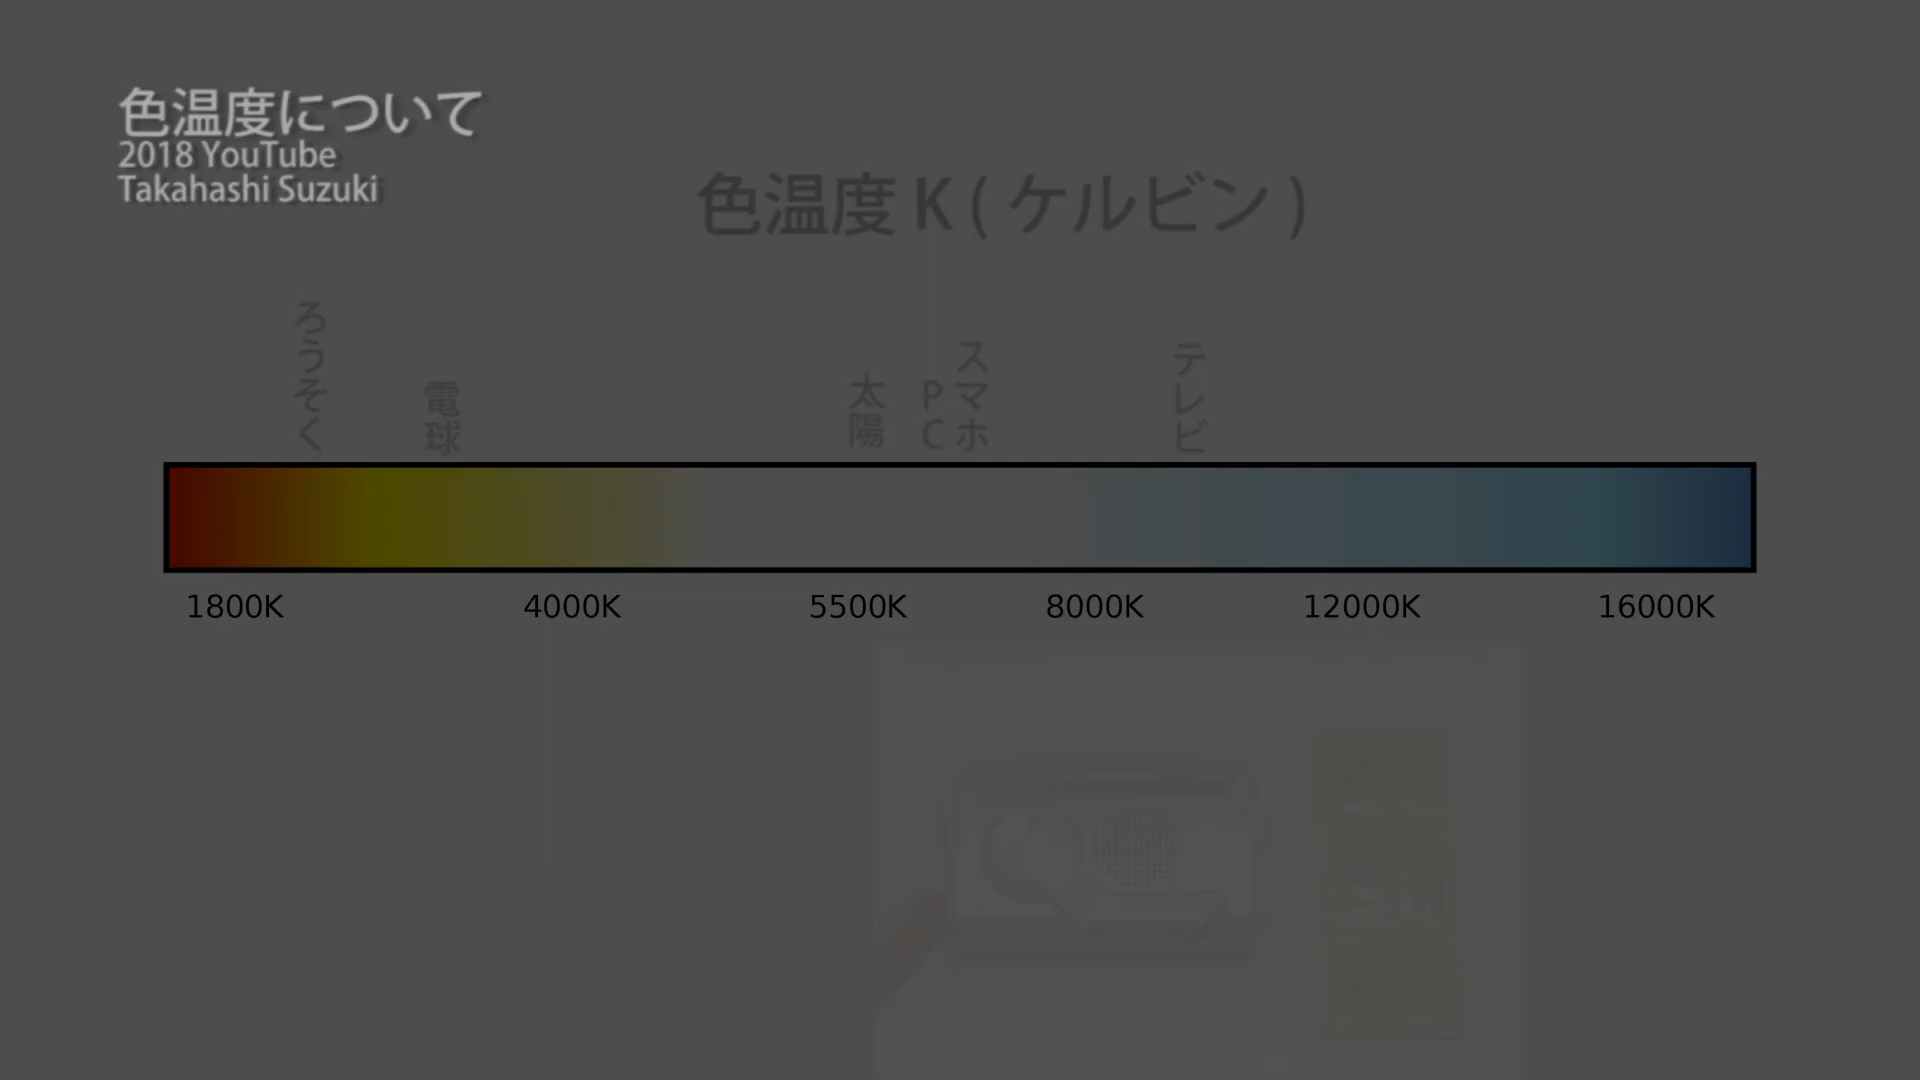 色温度について
2018 YouTube
Takahashi Suzuki
色温度 K ( ケルビン )
ろうそく
電球
太陽
PC
スマホ
テレビ
1800K
4000K
5500K
8000K
12000K
16000K